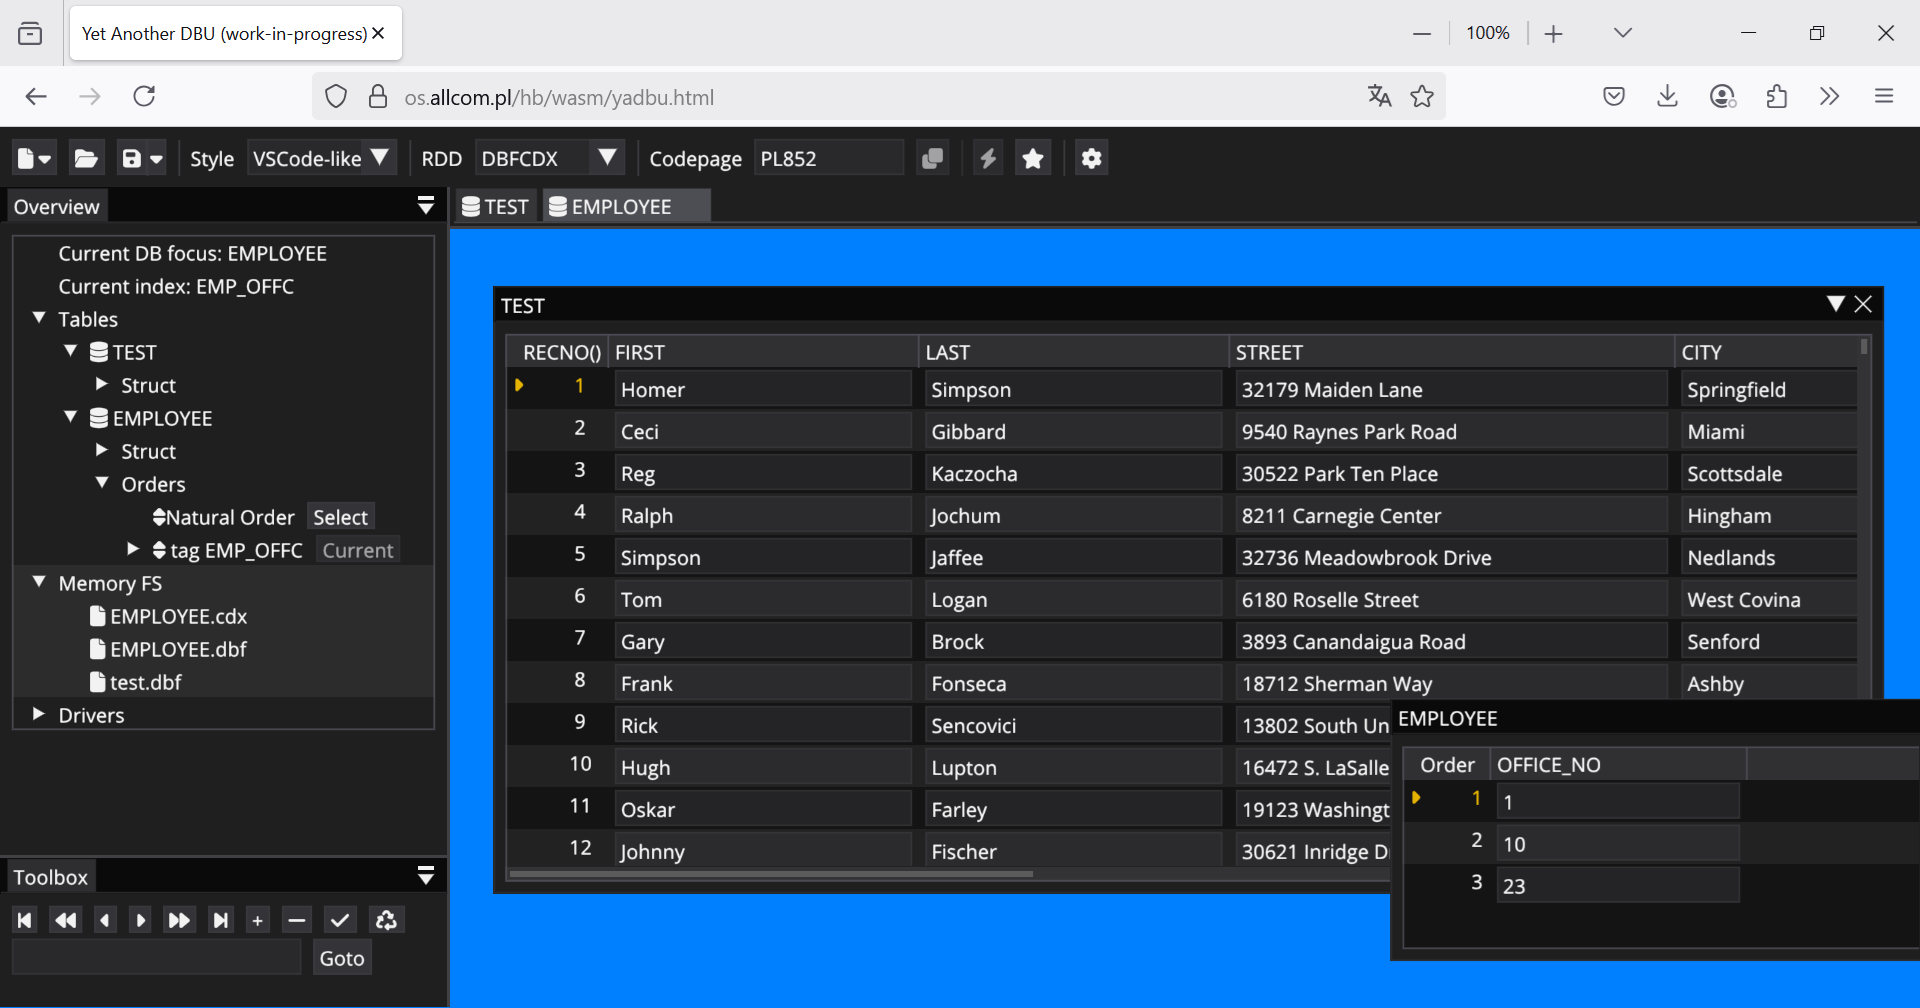 Yet Another DBU (work-in-progress)
100%
os.allcom.pl/hb/wasm/yadbu.html
Style VSCode-like RDD DBFCDX Codepage PL852
Overview
TEST EMPLOYEE
Current DB focus: EMPLOYEE
Current index: EMP_OFFC
Tables
TEST
Struct
EMPLOYEE
Struct
Orders
Natural Order Select
tag EMP_OFFC Current
Memory FS
EMPLOYEE.cdx
EMPLOYEE.dbf
test.dbf
Drivers
Toolbox
Goto
TEST
RECNO() FIRST LAST STREET CITY
1 Homer Simpson 32179 Maiden Lane Springfield
2 Ceci Gibbard 9540 Raynes Park Road Miami
3 Reg Kaczocha 30522 Park Ten Place Scottsdale
4 Ralph Jochum 8211 Carnegie Center Hingham
5 Simpson Jaffee 32736 Meadowbrook Drive Nedlands
6 Tom Logan 6180 Roselle Street West Covina
7 Gary Brock 3893 Canandaigua Road Senford
8 Frank Fonseca 18712 Sherman Way Ashby
9 Rick Sencovici 13802 South Un
10 Hugh Lupton 16472 S. LaSalle
11 Oskar Farley 19123 Washingt
12 Johnny Fischer 30621 Inridge D
EMPLOYEE
Order OFFICE_NO
1 1
2 10
3 23